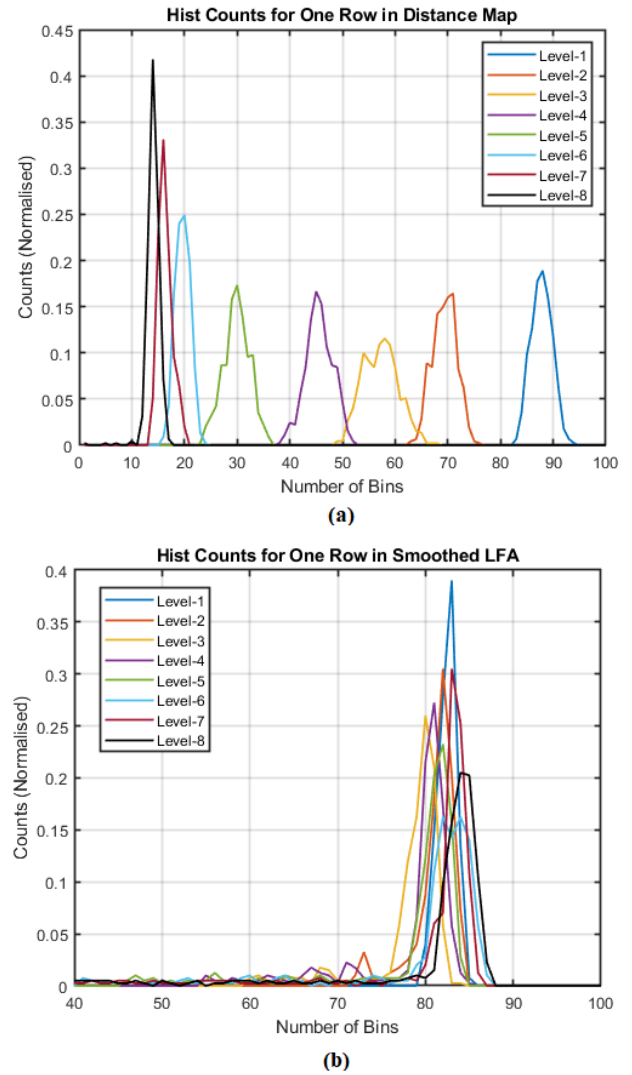 Hist Counts for One Row in Distance Map
0.45
0.4
0.35
0.3
0.25
0.2
0.15
0.1
0.05
0
Counts (Normalised)
Level-1
Level-2
Level-3
Level-4
Level-5
Level-6
Level-7
Level-8
0 10 20 30 40 50 60 70 80 90 100
Number of Bins
(a)
Hist Counts for One Row in Smoothed LFA
0.4
0.35
0.3
0.25
0.2
0.15
0.1
0.05
0
Counts (Normalised)
Level-1
Level-2
Level-3
Level-4
Level-5
Level-6
Level-7
Level-8
40 50 60 70 80 90 100
Number of Bins
(b)